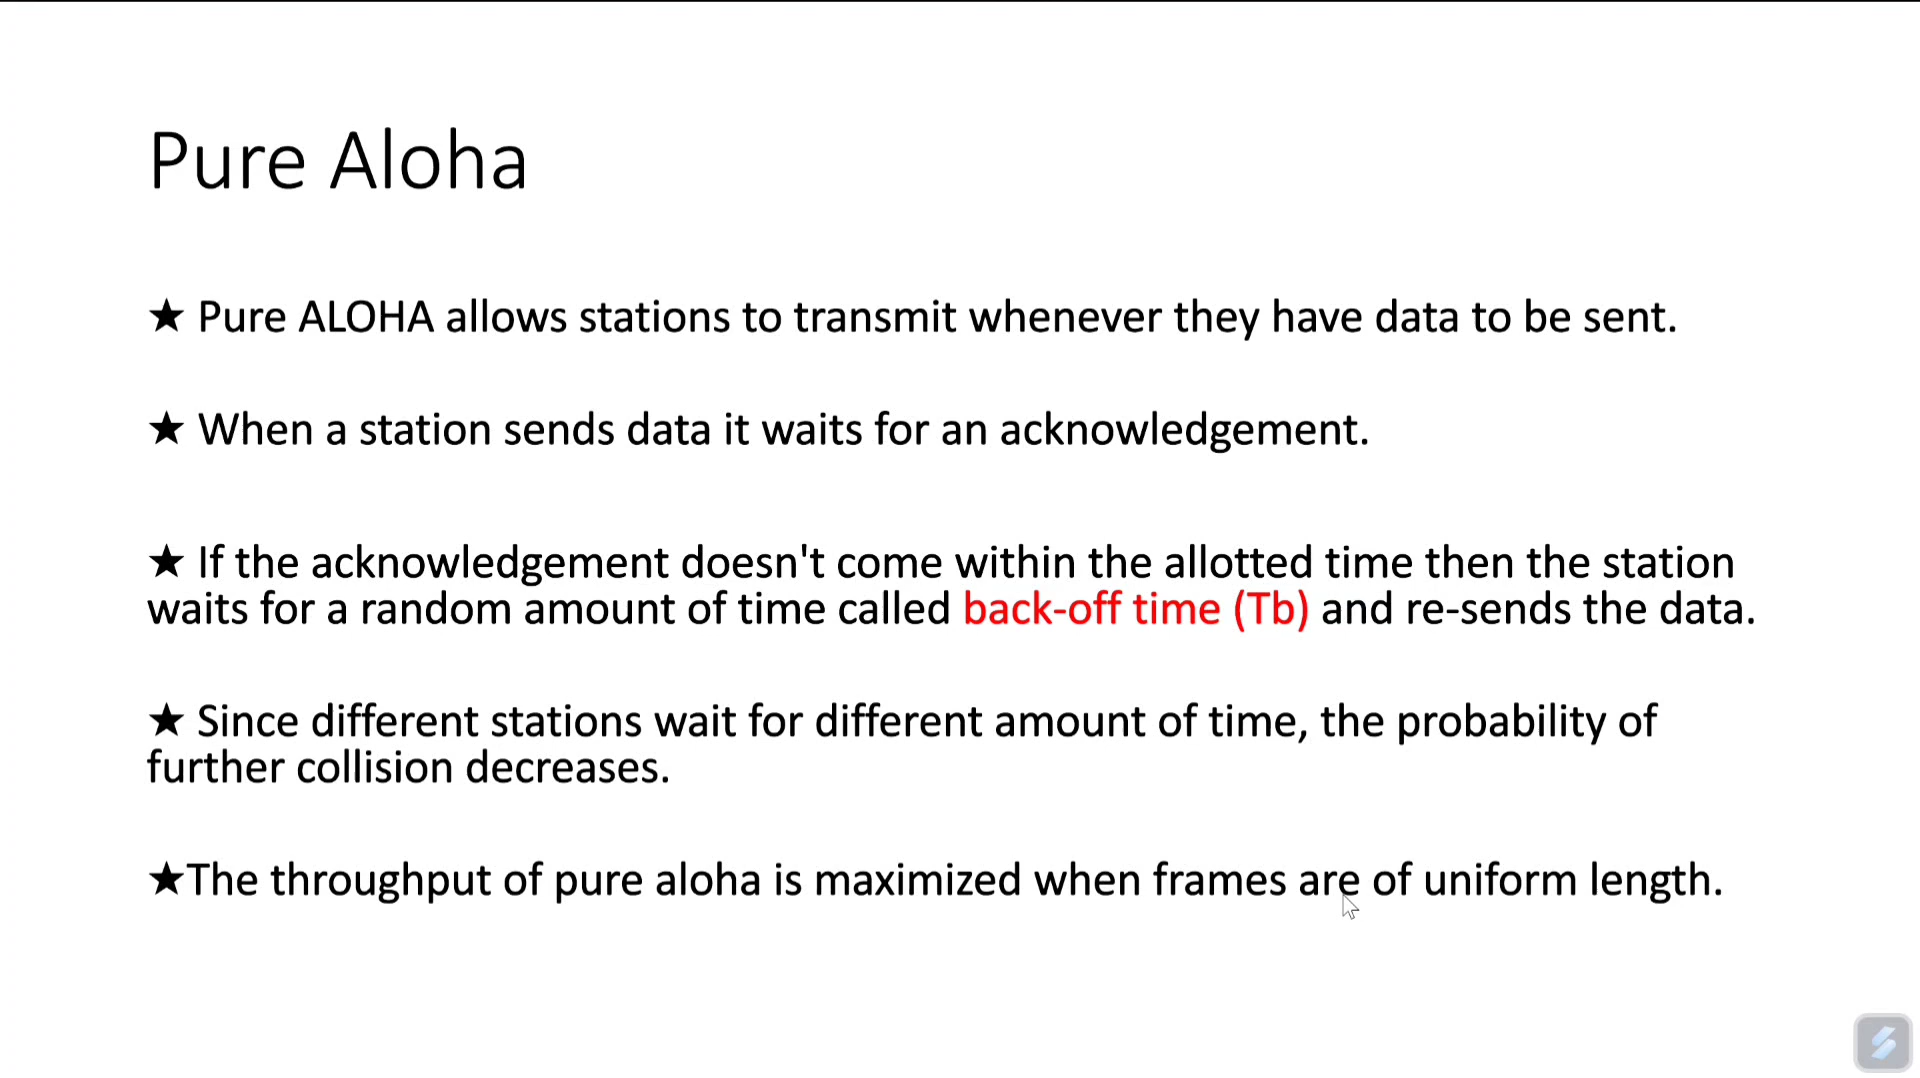 Pure Aloha
★ Pure ALOHA allows stations to transmit whenever they have data to be sent.
★ When a station sends data it waits for an acknowledgement.
★ If the acknowledgement doesn't come within the allotted time then the station
waits for a random amount of time called back-off time (Tb) and re-sends the data.
★ Since different stations wait for different amount of time, the probability of
further collision decreases.
★The throughput of pure aloha is maximized when frames are of uniform length.